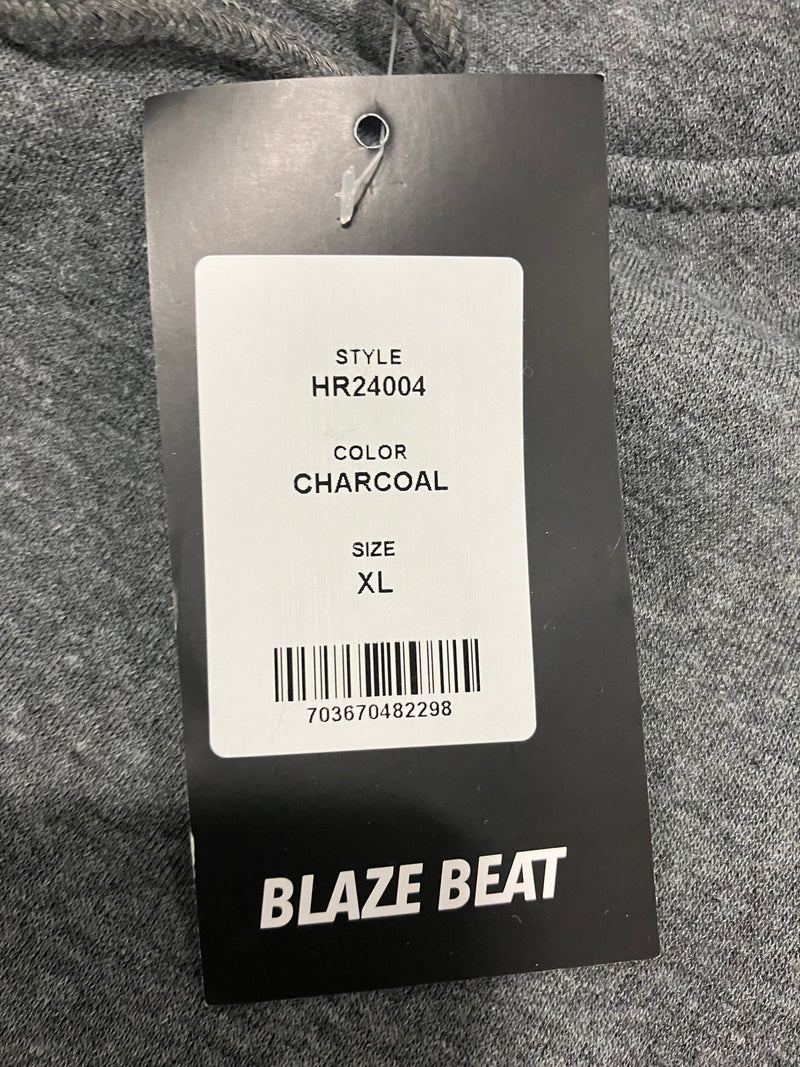 STYLE
HR24004
COLOR
CHARCOAL
SIZE
XL
703670482298
BLAZE BEAT